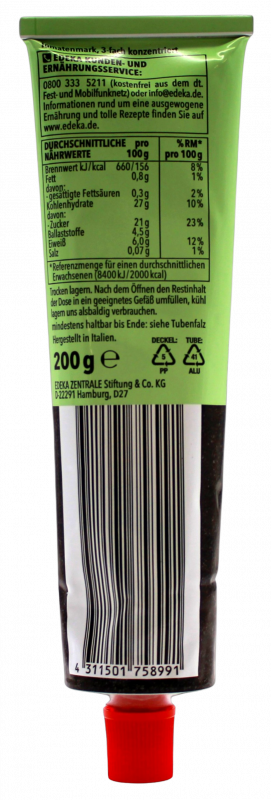 Tomatenmark, 3-fach konzentriert
EDEKA KUNDEN- UND
ERNÄHRUNGSSERVICE:
0800 333 5211 (kostenfrei aus dem dt.
Fest- und Mobilfunknetz) oder info@edeka.de.
Informationen rund um eine ausgewogene
Ernährung und tolle Rezepte finden Sie auf
www.edeka.de.
DURCHSCHNITTLICHE pro %RM*
NÄHRWERTE 100g pro 100g
Brennwert kJ/kcal 660/156 8%
Fett 0,8g 1%
davon:
-gesättigte Fettsäuren 0,3g 2%
Kohlenhydrate 27g 10%
davon:
-Zucker 21g 23%
Ballaststoffe 4,5g
Eiweiß 6,0g 12%
Salz 0,07g 1%
*Referenzmenge für einen durchschnittlichen
Erwachsenen (8400 kJ/2000 kcal)
Trocken lagern. Nach dem Öffnen den Restinhalt
der Dose in ein geeignetes Gefäß umfüllen, kühl
lagern uns alsbaldig verbrauchen.
mindestens haltbar bis Ende: siehe Tubenfalz
Hergestellt in Italien.
200g e
DECKEL: TUBE:
5 41
PP ALU
EDEKA ZENTRALE Stiftung & Co. KG
D-22291 Hamburg, D27
4 311501 758991